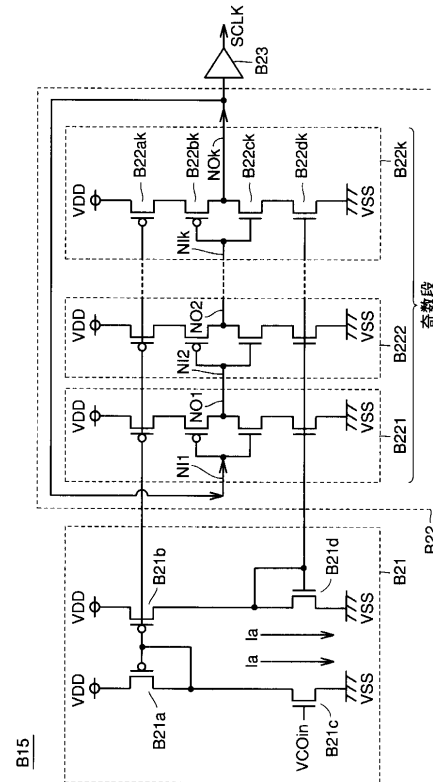 B15
VDD
VDD
VDD
VDD
VDD
B21a
B21b
B22ak
B22bk
NOk
B22ck
B22dk
NI1
NO1
NI2
NO2
NIk
SCLK
B23
VCOin
Ia
Ia
B21c
B21d
VSS
VSS
VSS
VSS
VSS
B21
B22
B221
B222
B22k
奇数段